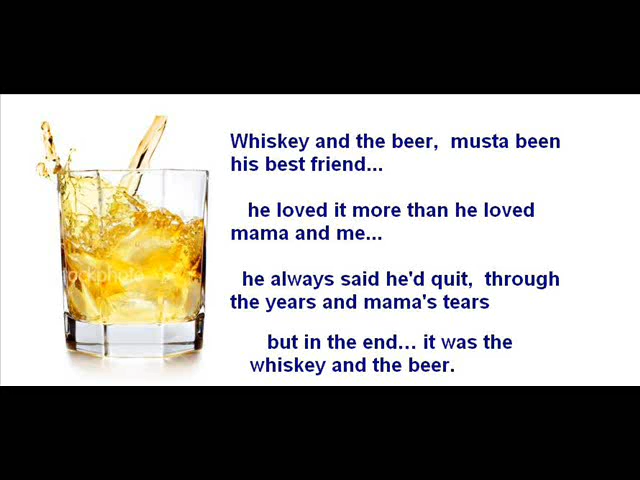 Whiskey and the beer,  musta been
his best friend...
he loved it more than he loved
mama and me...
he always said he'd quit,  through
the years and mama's tears
but in the end... it was the
whiskey and the beer.
ockphoto